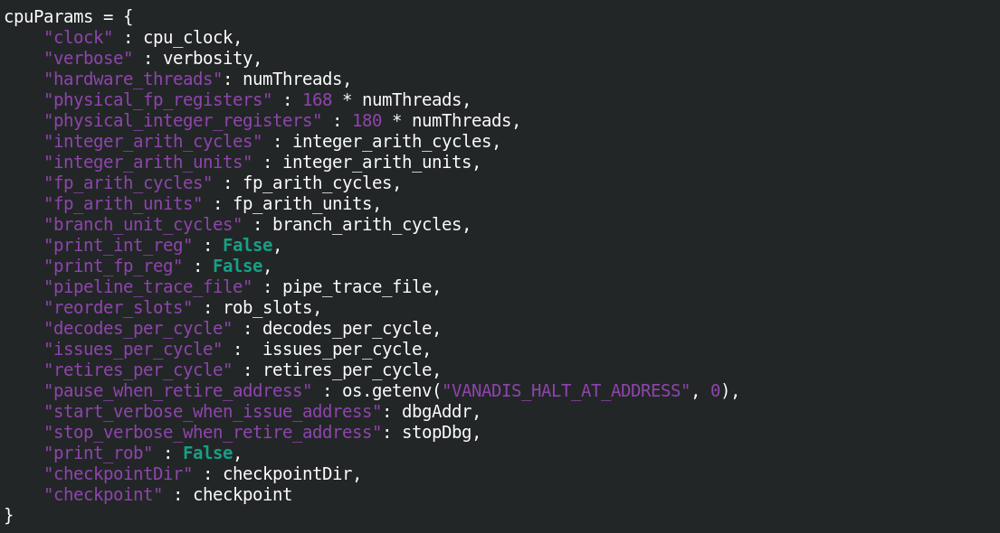 cpuParams = {
    "clock" : cpu_clock,
    "verbose" : verbosity,
    "hardware_threads": numThreads,
    "physical_fp_registers" : 168 * numThreads,
    "physical_integer_registers" : 180 * numThreads,
    "integer_arith_cycles" : integer_arith_cycles,
    "integer_arith_units" : integer_arith_units,
    "fp_arith_cycles" : fp_arith_cycles,
    "fp_arith_units" : fp_arith_units,
    "branch_unit_cycles" : branch_arith_cycles,
    "print_int_reg" : False,
    "print_fp_reg" : False,
    "pipeline_trace_file" : pipe_trace_file,
    "reorder_slots" : rob_slots,
    "decodes_per_cycle" : decodes_per_cycle,
    "issues_per_cycle" :  issues_per_cycle,
    "retires_per_cycle" : retires_per_cycle,
    "pause_when_retire_address" : os.getenv("VANADIS_HALT_AT_ADDRESS", 0),
    "start_verbose_when_issue_address": dbgAddr,
    "stop_verbose_when_retire_address": stopDbg,
    "print_rob" : False,
    "checkpointDir" : checkpointDir,
    "checkpoint" : checkpoint
}